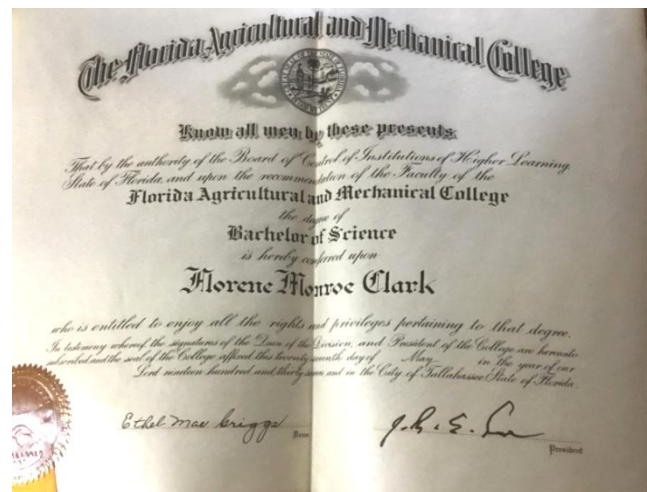 The Florida Agricultural and Mechanical College
Know all men by these presents.
That by the authority of the Board of Control of Institutions of Higher Learning,
State of Florida, and upon the recommendation of the Faculty of the
Florida Agricultural and Mechanical College
the degree of
Bachelor of Science
is hereby conferred upon
Florene Monroe Clark
who is entitled to enjoy all the rights and privileges pertaining to that degree.
In testimony whereof, the signatures of the Dean of the Division, and President of the College are hereunto
subscribed and the seal of the College affixed this twenty seventh day of May in the year of our
Lord nineteen hundred and thirty seven and in the City of Tallahassee State of Florida.
Ethel Mae Griggs
Dean
J. R. E. Lee
President